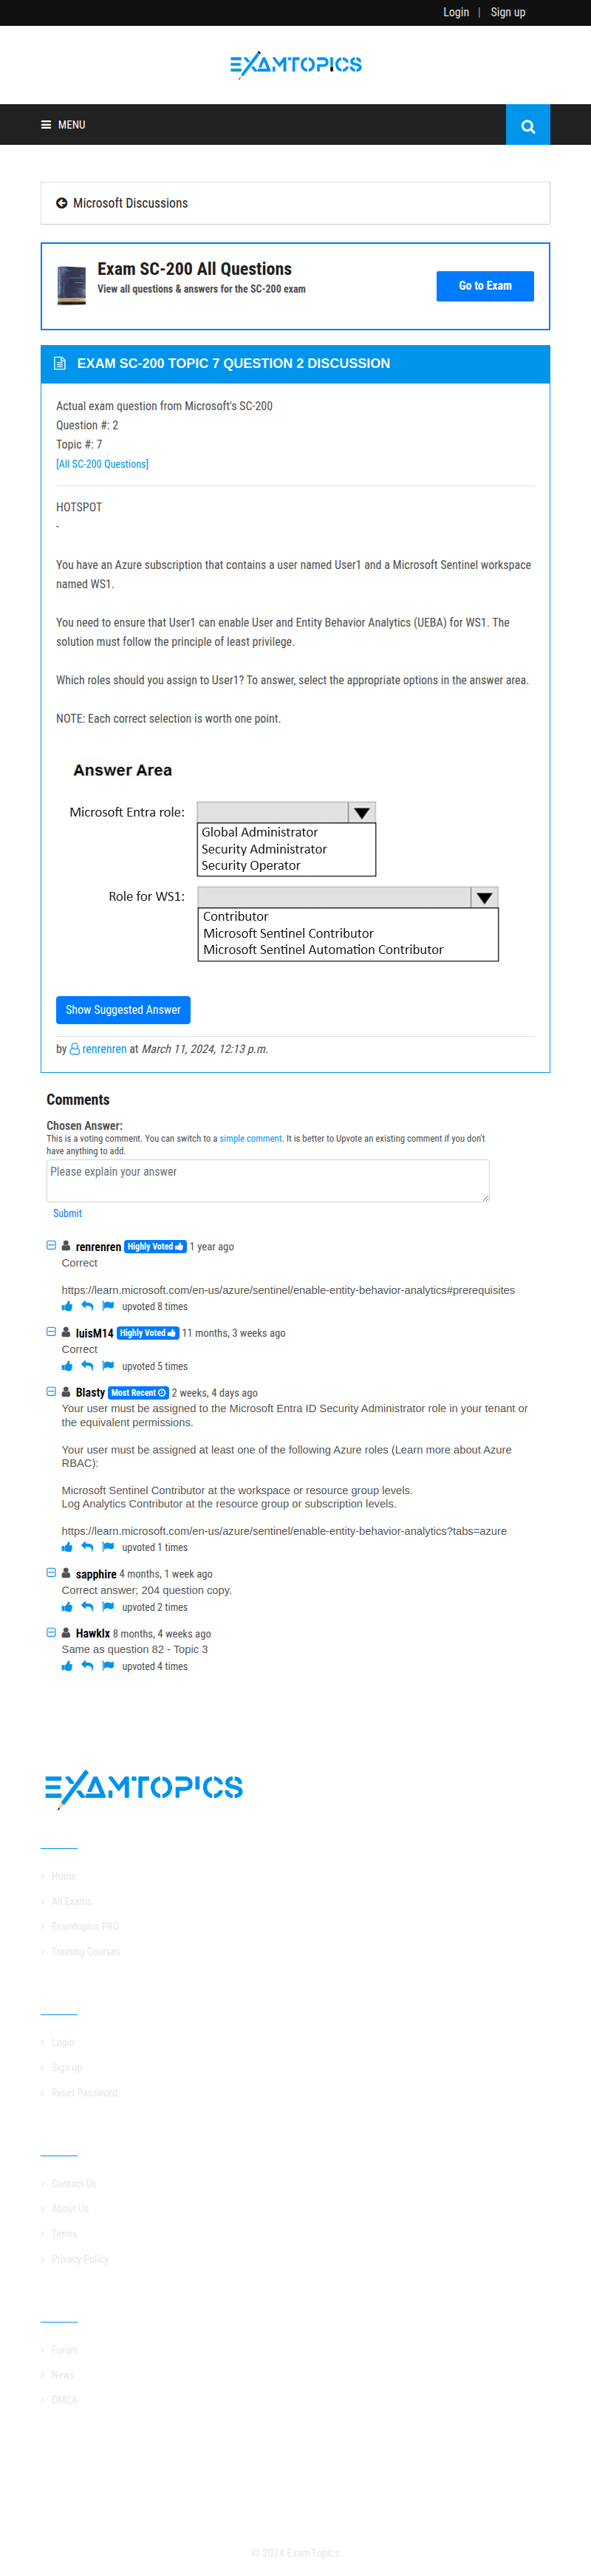 Login | Sign up
EXAMTOPICS
MENU
Microsoft Discussions
Exam SC-200 All Questions
View all questions & answers for the SC-200 exam
Go to Exam
EXAM SC-200 TOPIC 7 QUESTION 2 DISCUSSION
Actual exam question from Microsoft's SC-200
Question #: 2
Topic #: 7
[All SC-200 Questions]
HOTSPOT
-
You have an Azure subscription that contains a user named User1 and a Microsoft Sentinel workspace
named WS1.
You need to ensure that User1 can enable User and Entity Behavior Analytics (UEBA) for WS1. The
solution must follow the principle of least privilege.
Which roles should you assign to User1? To answer, select the appropriate options in the answer area.
NOTE: Each correct selection is worth one point.
Answer Area
Microsoft Entra role:
Global Administrator
Security Administrator
Security Operator
Role for WS1:
Contributor
Microsoft Sentinel Contributor
Microsoft Sentinel Automation Contributor
Show Suggested Answer
by renrenren at March 11, 2024, 12:13 p.m.
Comments
Chosen Answer:
This is a voting comment. You can switch to a simple comment. It is better to Upvote an existing comment if you don't
have anything to add.
Please explain your answer
Submit
renrenren Highly Voted 1 year ago
Correct
https://learn.microsoft.com/en-us/azure/sentinel/enable-entity-behavior-analytics#prerequisites
upvoted 8 times
luisM14 Highly Voted 11 months, 3 weeks ago
Correct
upvoted 5 times
Blasty Most Recent 2 weeks, 4 days ago
Your user must be assigned to the Microsoft Entra ID Security Administrator role in your tenant or
the equivalent permissions.
Your user must be assigned at least one of the following Azure roles (Learn more about Azure
RBAC):
Microsoft Sentinel Contributor at the workspace or resource group levels.
Log Analytics Contributor at the resource group or subscription levels.
https://learn.microsoft.com/en-us/azure/sentinel/enable-entity-behavior-analytics?tabs=azure
upvoted 1 times
sapphire 4 months, 1 week ago
Correct answer; 204 question copy.
upvoted 2 times
Hawklx 8 months, 4 weeks ago
Same as question 82 - Topic 3
upvoted 4 times
EXAMTOPICS
Home
All Exams
Examtopics PRO
Training Courses
Login
Sign up
Reset Password
Contact Us
About Us
Terms
Privacy Policy
Forum
News
DMCA
© 2024 ExamTopics